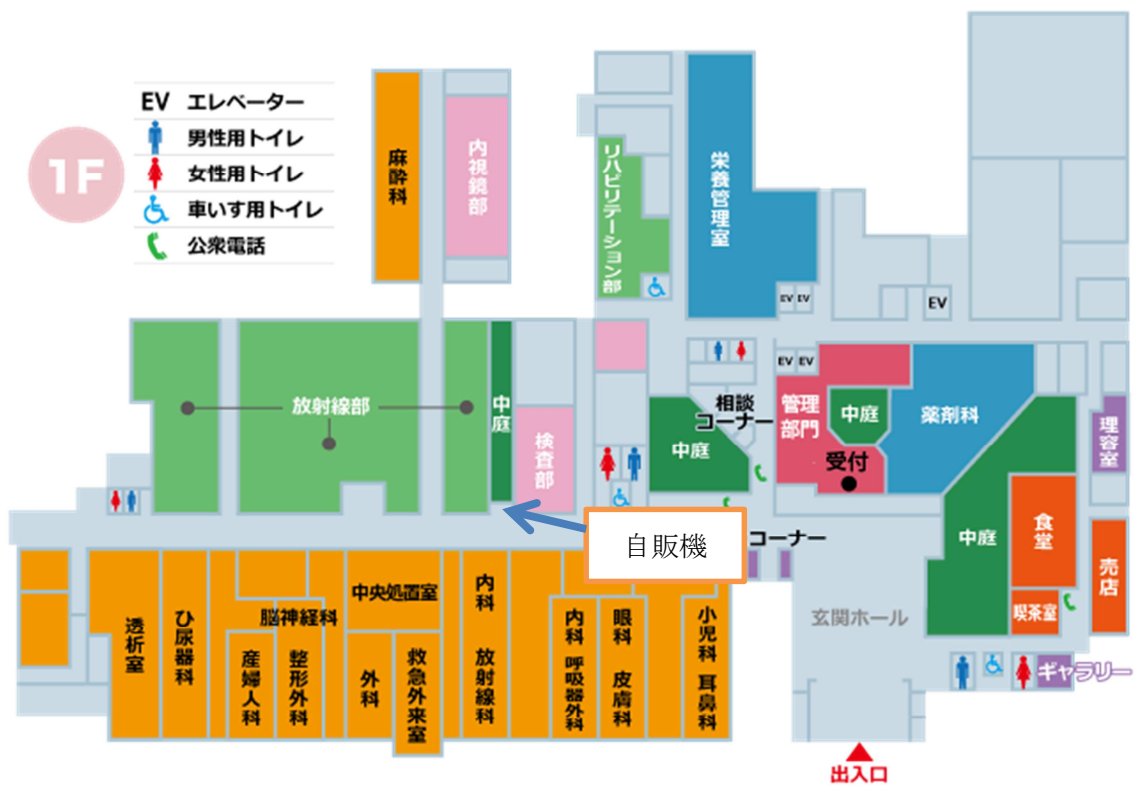 1F
EV エレベーター
男性用トイレ
女性用トイレ
車いす用トイレ
公衆電話
麻酔科
内視鏡部
リハビリテーション部
栄養管理室
EV EV
EV
EV EV
放射線部
中庭
検査部
中庭
相談
コーナー
管理
部門
中庭
受付
薬剤科
理容室
中庭
食堂
売店
喫茶室
自販機
コーナー
玄関ホール
ギャラリー
透析室
ひ尿器科
脳神経科
産婦人科
整形外科
中央処置室
外科
救急外来室
内科 放射線科
内科 呼吸器外科
眼科 皮膚科
小児科 耳鼻科
出入口